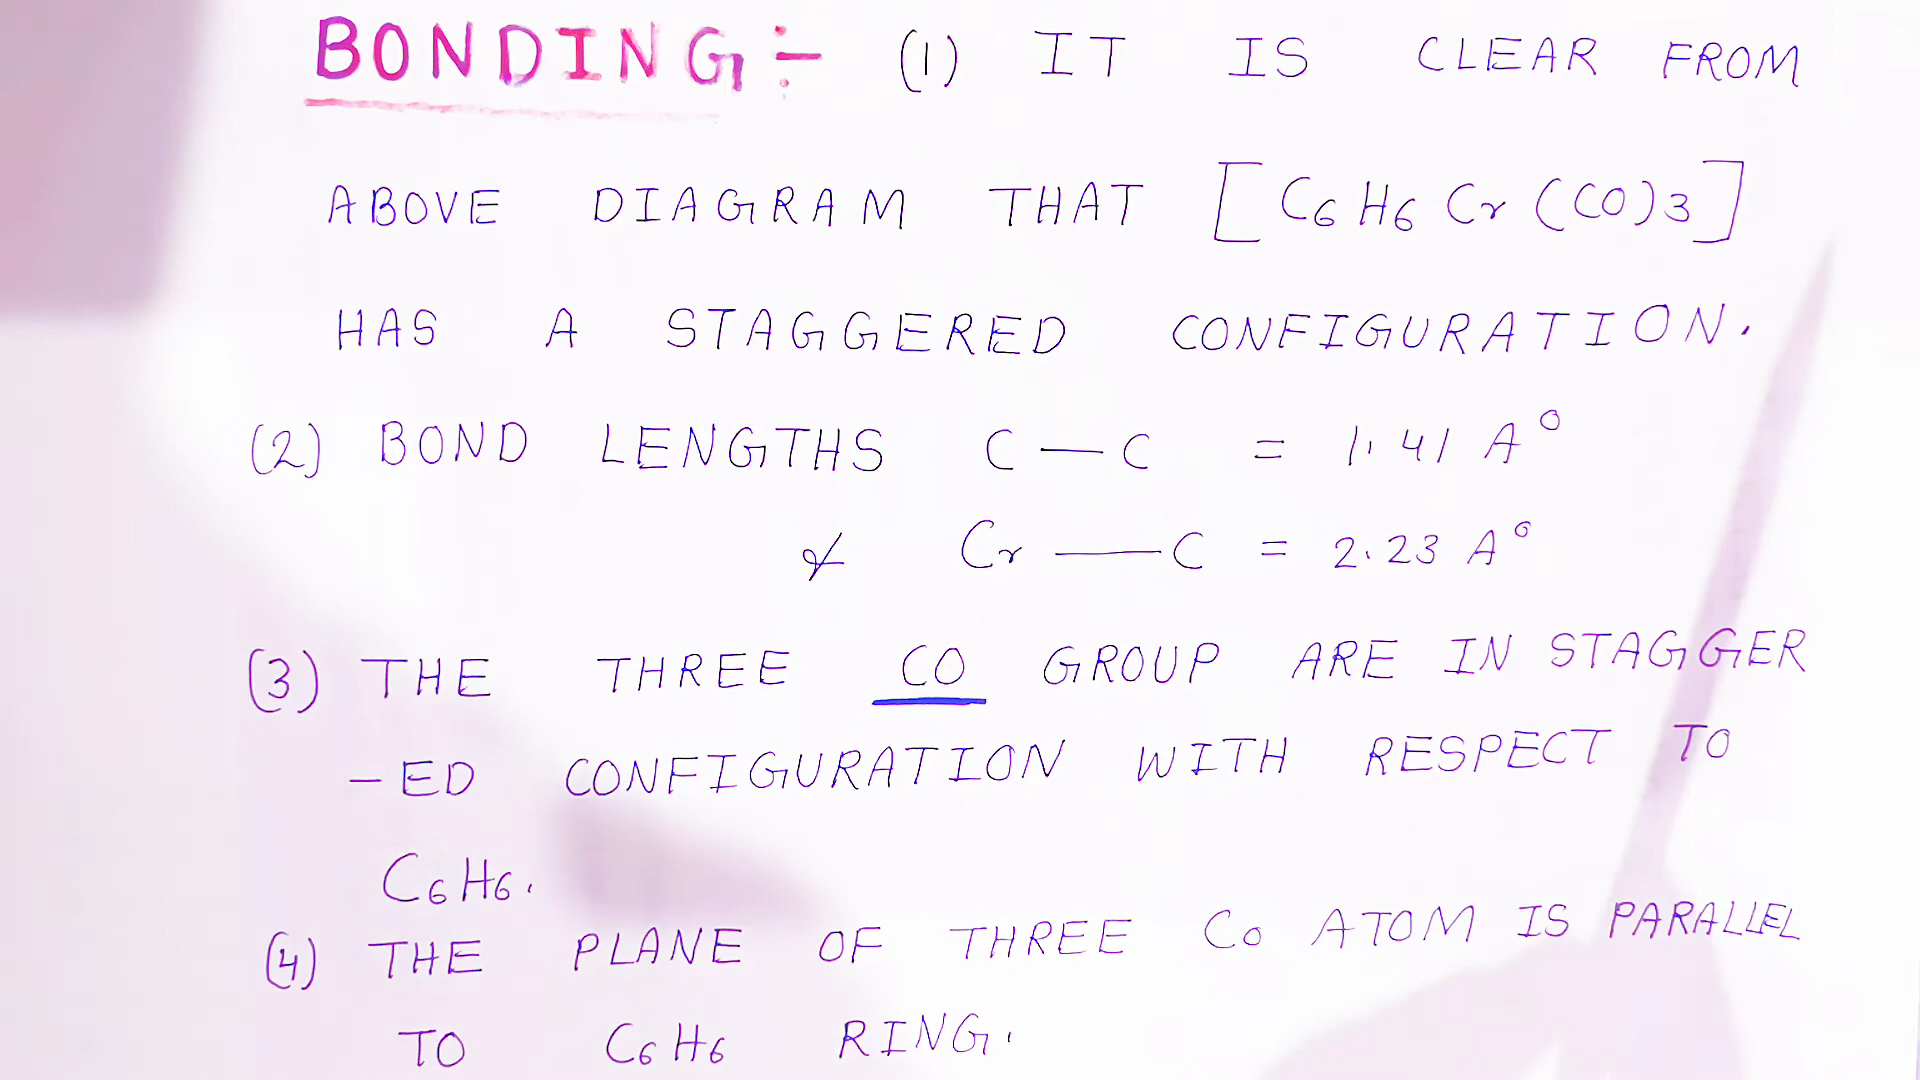 BONDING :- (1) IT IS CLEAR FROM
ABOVE DIAGRAM THAT [C6H6Cr(CO)3]
HAS A STAGGERED CONFIGURATION.
(2) BOND LENGTHS C—C = 1.41 A°
& Cr—C = 2.23 A°
(3) THE THREE CO GROUP ARE IN STAGGER
-ED CONFIGURATION WITH RESPECT TO
C6H6.
(4) THE PLANE OF THREE Co ATOM IS PARALLEL
TO C6H6 RING.